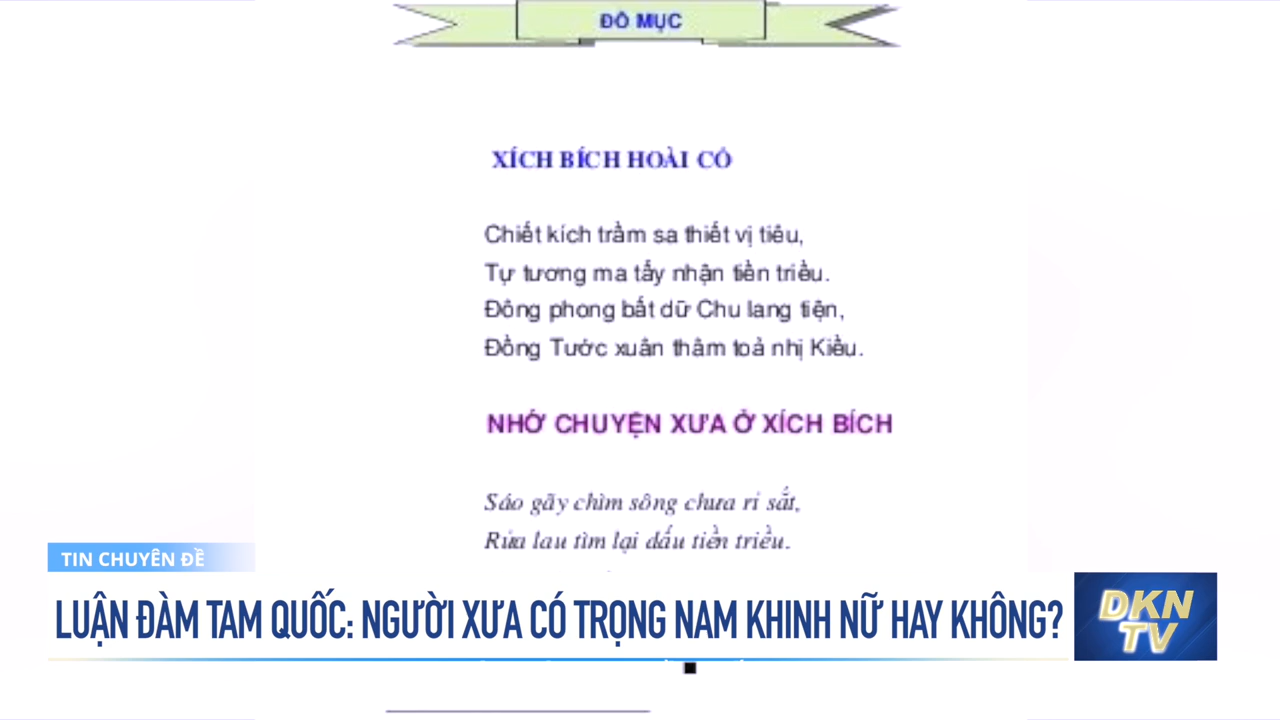 ĐỖ MỤC
XÍCH BÍCH HOÀI CỔ
Chiết kích trầm sa thiết vị tiêu,
Tự tương ma tẩy nhận tiền triều.
Đông phong bất dữ Chu lang tiện,
Đồng Tước xuân thâm toả nhị Kiều.
NHỚ CHUYỆN XƯA Ở XÍCH BÍCH
Sáo gãy chìm sông chưa rỉ sắt,
Rửa lau tìm lại dấu tiền triều.
TIN CHUYÊN ĐỀ
LUẬN ĐÀM TAM QUỐC: NGƯỜI XƯA CÓ TRỌNG NAM KHINH NỮ HAY KHÔNG?
DKN
TV